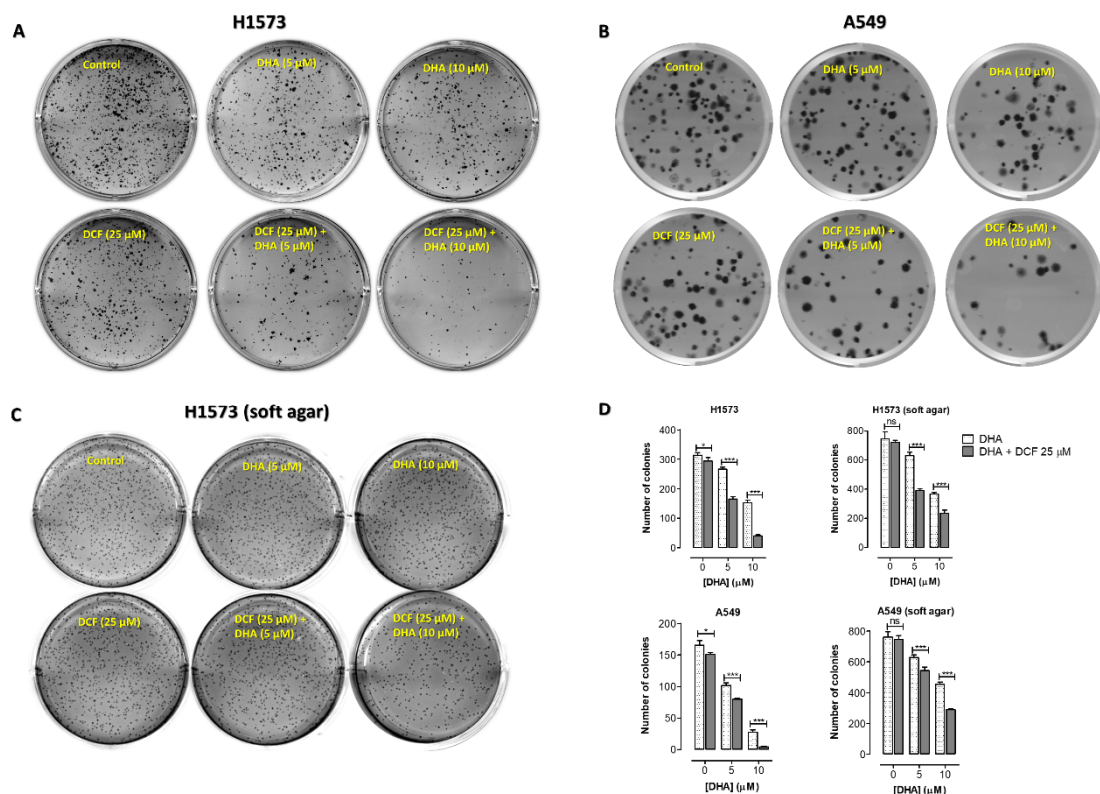 A
H1573
Control
DHA (5 μM)
DHA (10 μM)
DCF (25 μM)
DCF (25 μM) +
DHA (5 μM)
DCF (25 μM) +
DHA (10 μM)
B
A549
Control
DHA (5 μM)
DHA (10 μM)
DCF (25 μM)
DCF (25 μM) +
DHA (5 μM)
DCF (25 μM) +
DHA (10 μM)
C
H1573 (soft agar)
Control
DHA (5 μM)
DHA (10 μM)
DCF (25 μM)
DCF (25 μM) +
DHA (5 μM)
DCF (25 μM) +
DHA (10 μM)
D
H1573
Number of colonies
400
300
200
100
0
*
***
***
0 5 10
[DHA] (μM)
H1573 (soft agar)
Number of colonies
800
600
400
200
0
ns
***
***
0 5 10
[DHA] (μM)
DHA
DHA + DCF 25 μM
A549
Number of colonies
200
150
100
50
0
*
***
***
0 5 10
[DHA] (μM)
A549 (soft agar)
Number of colonies
800
600
400
200
0
ns
***
***
0 5 10
[DHA] (μM)